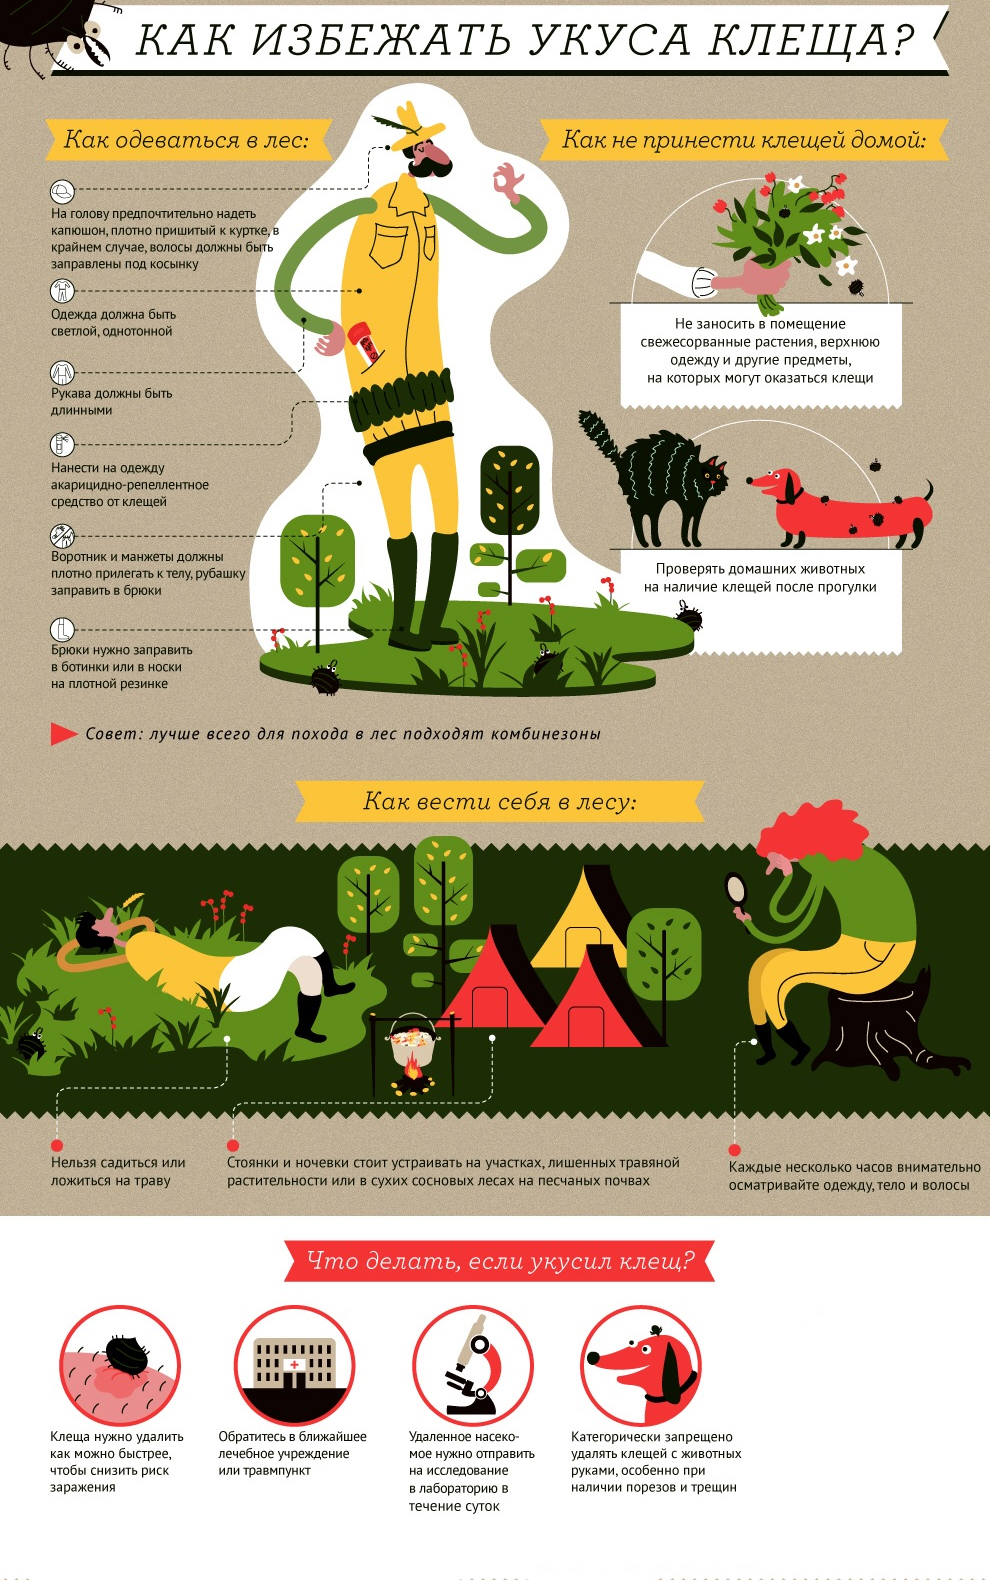 КАК ИЗБЕЖАТЬ УКУСА КЛЕЩА?
Как одеваться в лес:
На голову предпочтительно надеть
капюшон, плотно пришитый к куртке, в
крайнем случае, волосы должны быть
заправлены под косынку
Одежда должна быть
светлой, однотонной
Рукава должны быть
длинными
Нанести на одежду
акарицидно-репеллентное
средство от клещей
Воротник и манжеты должны
плотно прилегать к телу, рубашку
заправить в брюки
Брюки нужно заправить
в ботинки или в носки
на плотной резинке
Как не принести клещей домой:
Не заносить в помещение
свежесорванные растения, верхнюю
одежду и другие предметы,
на которых могут оказаться клещи
Проверять домашних животных
на наличие клещей после прогулки
Совет: лучше всего для похода в лес подходят комбинезоны
Как вести себя в лесу:
Нельзя садиться или
ложиться на траву
Стоянки и ночевки стоит устраивать на участках, лишенных травяной
растительности или в сухих сосновых лесах на песчаных почвах
Каждые несколько часов внимательно
осматривайте одежду, тело и волосы
Что делать, если укусил клещ?
Клеща нужно удалить
как можно быстрее,
чтобы снизить риск
заражения
Обратитесь в ближайшее
лечебное учреждение
или травмпункт
Удаленное насеко-
мое нужно отправить
на исследование
в лабораторию в
течение суток
Категорически запрещено
удалять клещей с животных
руками, особенно при
наличии порезов и трещин